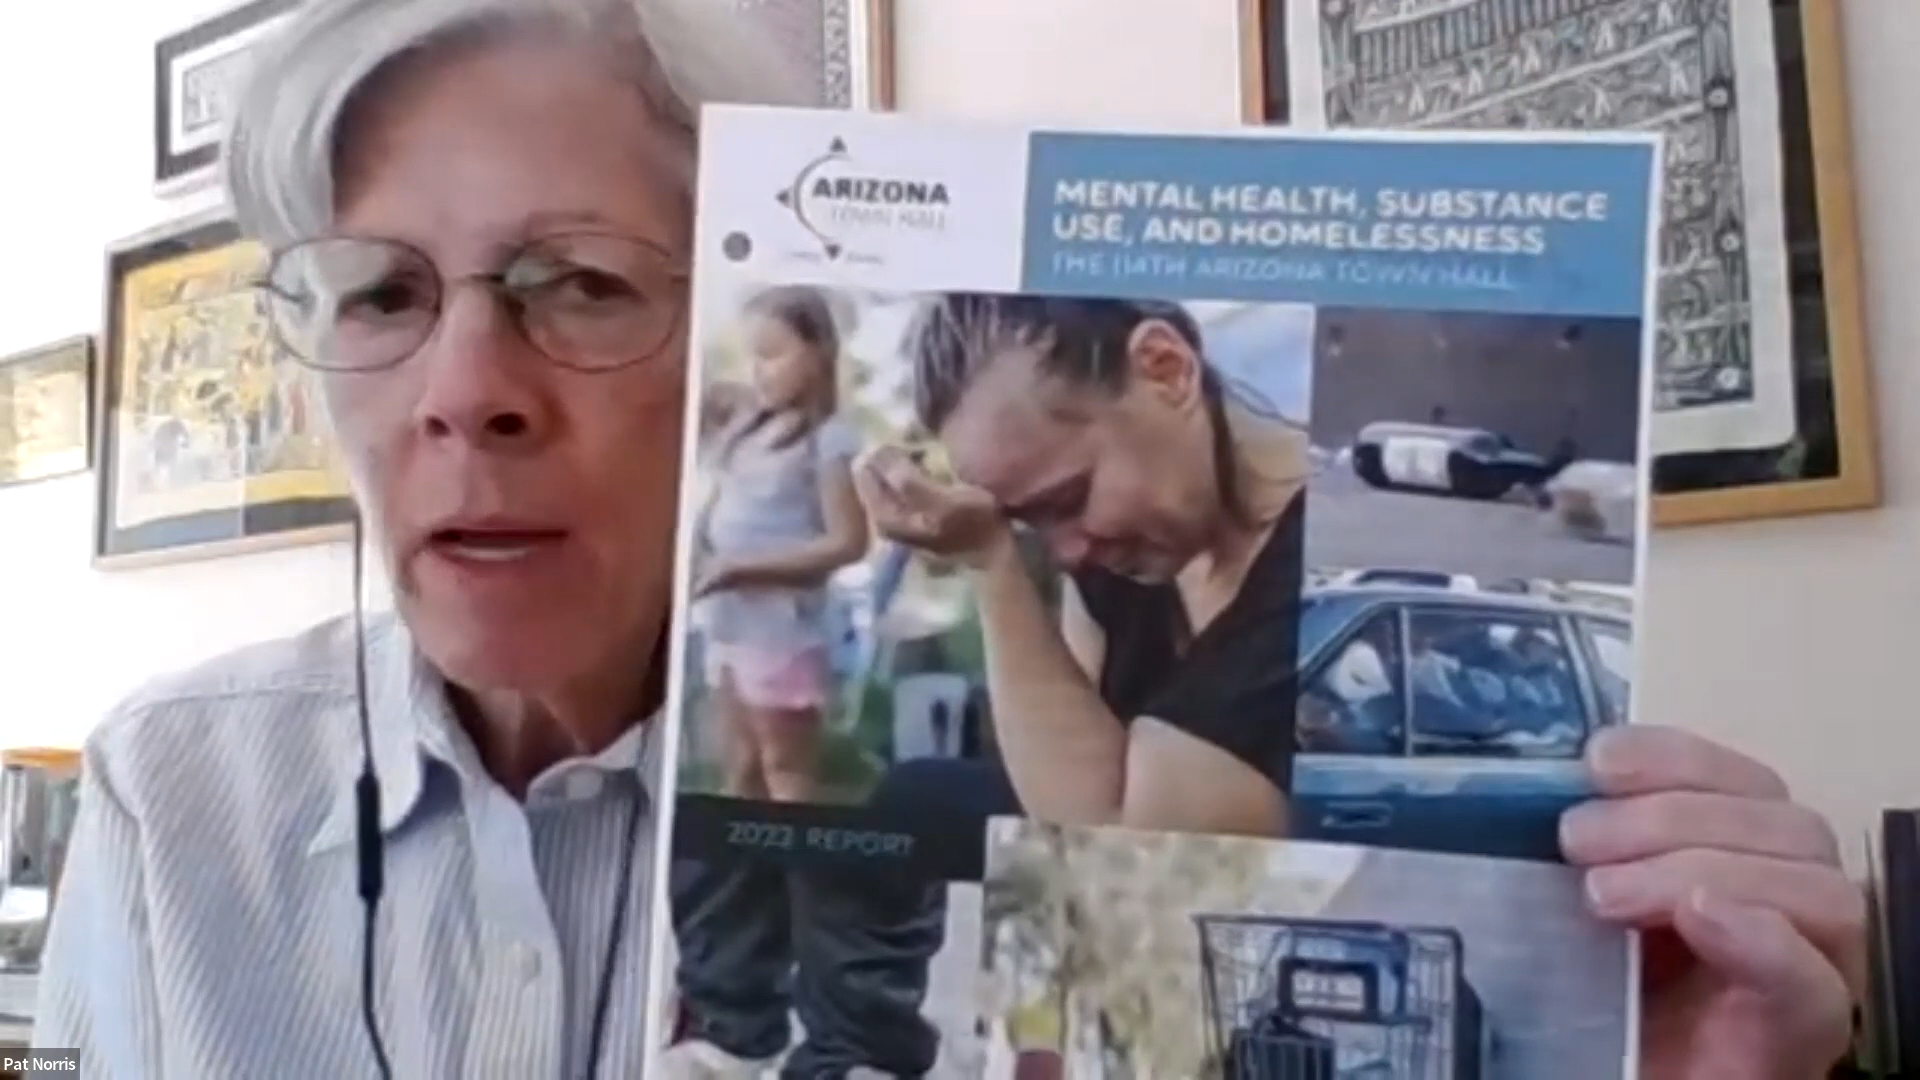 ARIZONA
TOWN HALL
MENTAL HEALTH, SUBSTANCE
USE, AND HOMELESSNESS
THE 114TH ARIZONA TOWN HALL
2022 REPORT
Pat Norris